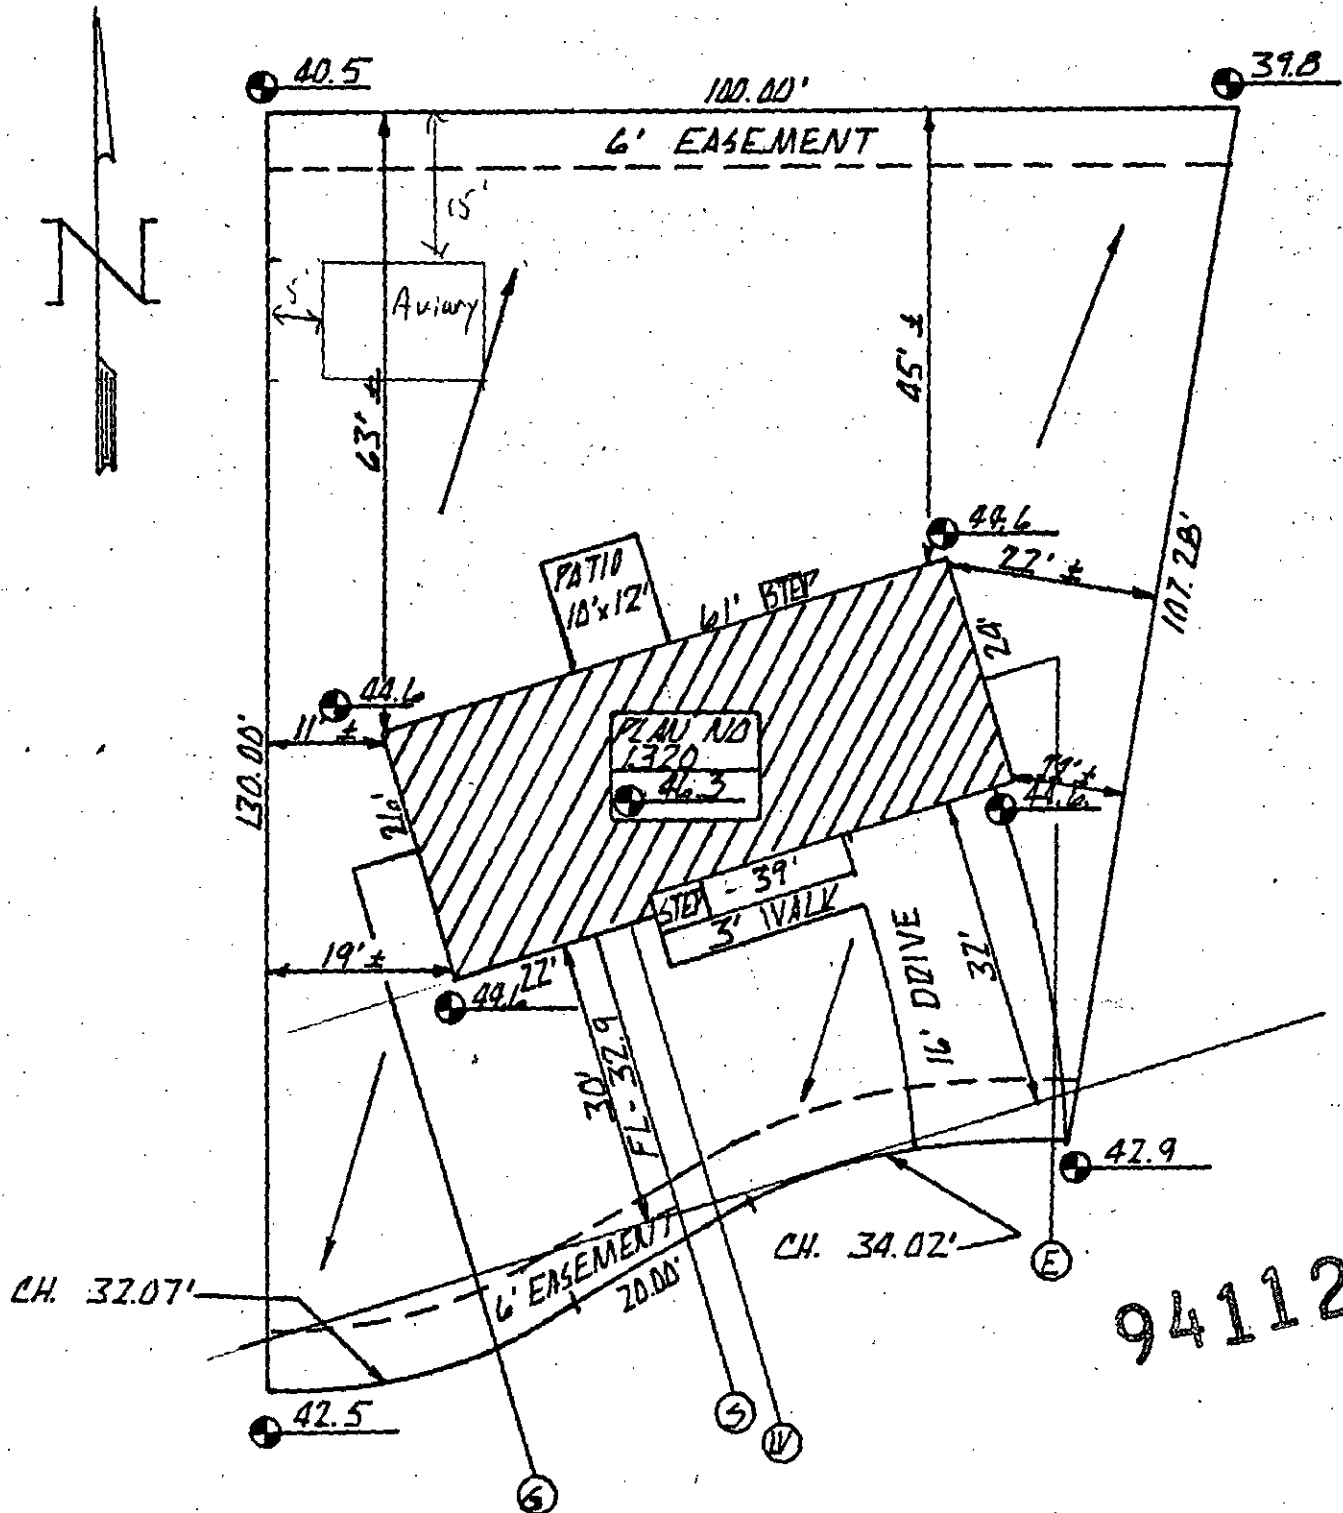 40.5
100.00'
39.8
6' EASEMENT
15'
N
5'
Aviary
45' ±
63' ±
44.6
22' ±
107.28'
PATIO
10'x12'
61'
STEP
24'
44.6
11' ±
130.00'
PLAN NO
1320
46.3
19' ±
44.6
26'
39'
STEP
3' WALK
19' ±
22'
44.6
16' DRIVE
32'
30'
FL - 32.9
42.9
6' EASEMENT
20.00'
CH. 34.02'
E
CH. 32.07'
94112
42.5
S
W
G